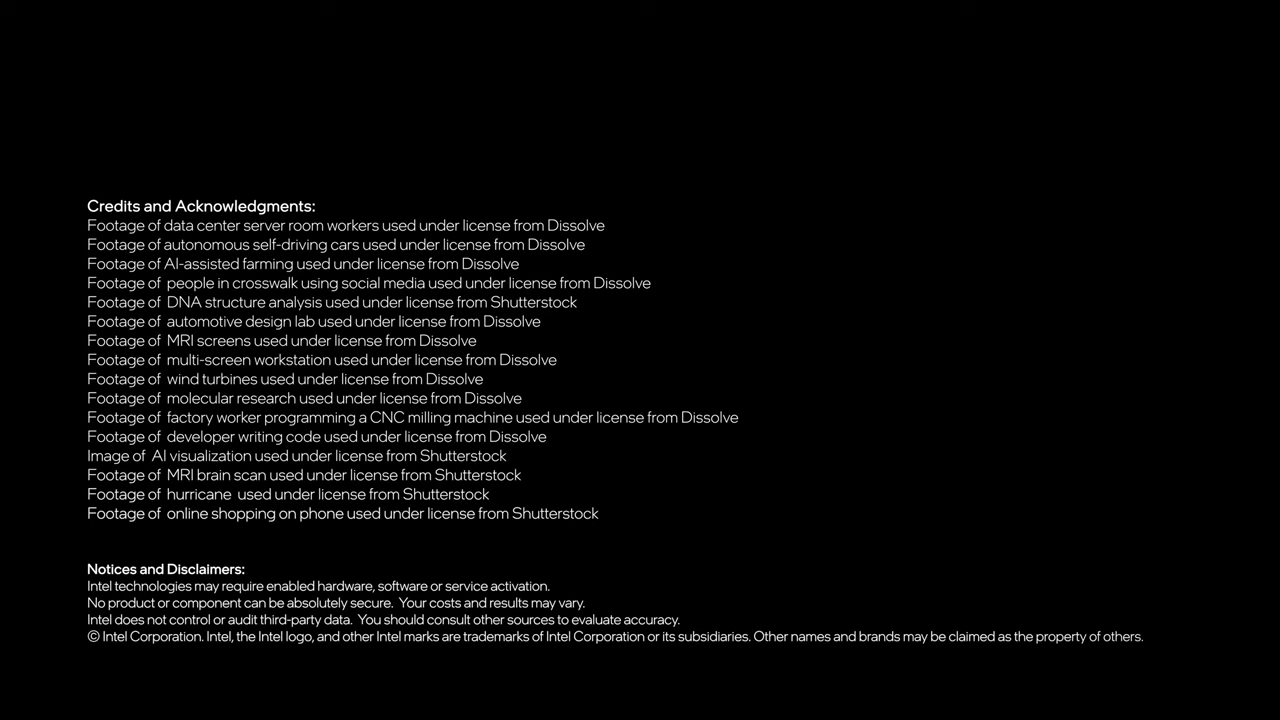 Credits and Acknowledgments:
Footage of data center server room workers used under license from Dissolve
Footage of autonomous self-driving cars used under license from Dissolve
Footage of AI-assisted farming used under license from Dissolve
Footage of  people in crosswalk using social media used under license from Dissolve
Footage of  DNA structure analysis used under license from Shutterstock
Footage of  automotive design lab used under license from Dissolve
Footage of  MRI screens used under license from Dissolve
Footage of  multi-screen workstation used under license from Dissolve
Footage of  wind turbines used under license from Dissolve
Footage of  molecular research used under license from Dissolve
Footage of  factory worker programming a CNC milling machine used under license from Dissolve
Footage of  developer writing code used under license from Dissolve
Image of  AI visualization used under license from Shutterstock
Footage of  MRI brain scan used under license from Shutterstock
Footage of  hurricane  used under license from Shutterstock
Footage of  online shopping on phone used under license from Shutterstock
Notices and Disclaimers:
Intel technologies may require enabled hardware, software or service activation.
No product or component can be absolutely secure.  Your costs and results may vary.
Intel does not control or audit third-party data.  You should consult other sources to evaluate accuracy.
© Intel Corporation. Intel, the Intel logo, and other Intel marks are trademarks of Intel Corporation or its subsidiaries. Other names and brands may be claimed as the property of others.